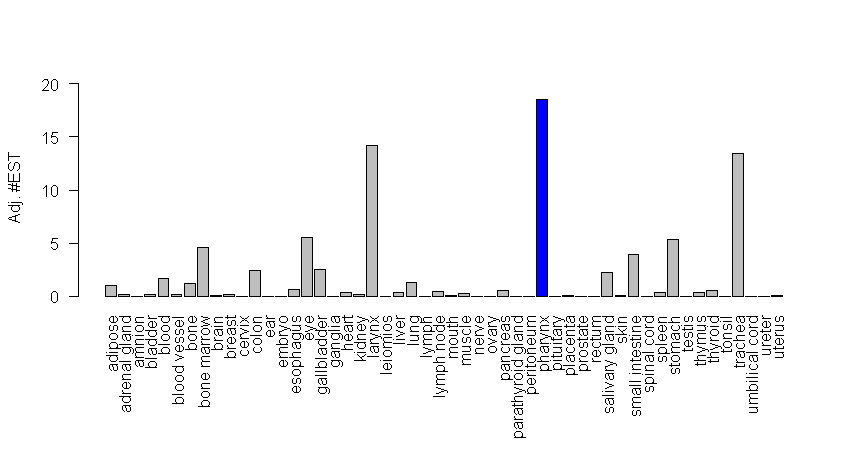 20
15
10
5
0
Adj. #EST
adipose
adrenal gland
amnion
bladder
blood
blood vessel
bone
bone marrow
brain
breast
cervix
colon
ear
embryo
esophagus
eye
gallbladder
ganglia
heart
kidney
larynx
leiomios
liver
lung
lymph
lymph node
mouth
muscle
nerve
ovary
pancreas
parathyroid gland
peritoneum
pharynx
pituitary
placenta
prostate
rectum
salivary gland
skin
small intestine
spinal cord
spleen
stomach
testis
thymus
thyroid
tonsil
trachea
umbilical cord
ureter
uterus